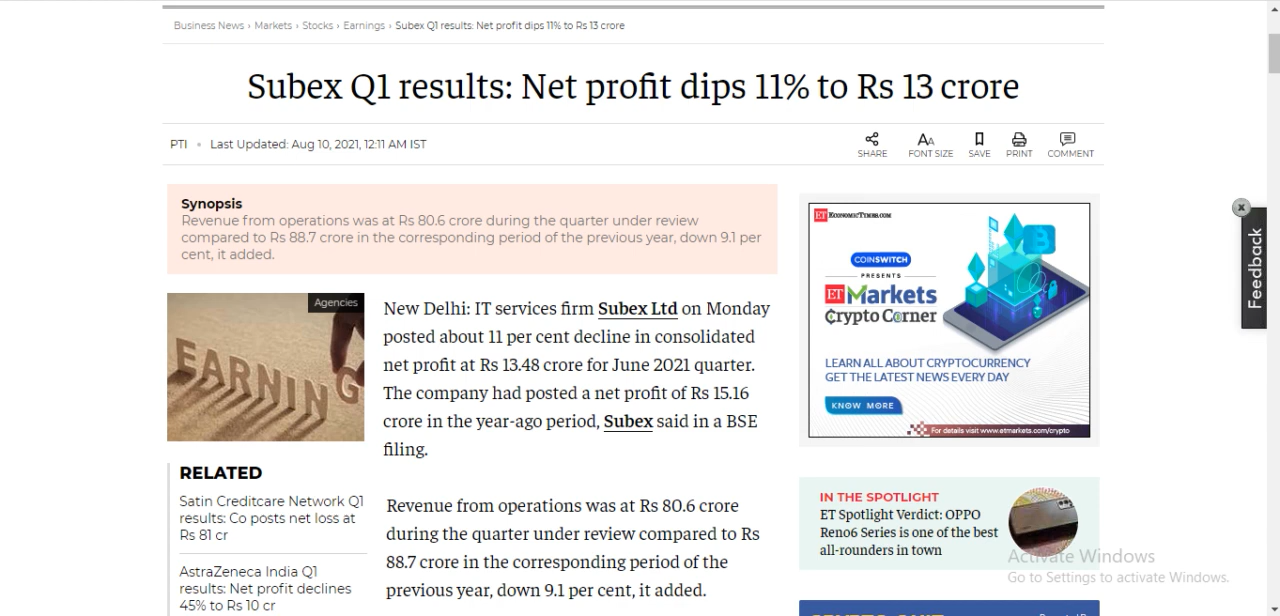 Business News › Markets › Stocks › Earnings › Subex Q1 results: Net profit dips 11% to Rs 13 crore
Subex Q1 results: Net profit dips 11% to Rs 13 crore
PTI • Last Updated: Aug 10, 2021, 12:11 AM IST
SHARE
FONT SIZE
SAVE
PRINT
COMMENT
Synopsis
Revenue from operations was at Rs 80.6 crore during the quarter under review
compared to Rs 88.7 crore in the corresponding period of the previous year, down 9.1 per
cent, it added.
Agencies
EARNING
New Delhi: IT services firm Subex Ltd on Monday
posted about 11 per cent decline in consolidated
net profit at Rs 13.48 crore for June 2021 quarter.
The company had posted a net profit of Rs 15.16
crore in the year-ago period, Subex said in a BSE
filing.
Revenue from operations was at Rs 80.6 crore
during the quarter under review compared to Rs
88.7 crore in the corresponding period of the
previous year, down 9.1 per cent, it added.
RELATED
Satin Creditcare Network Q1
results: Co posts net loss at
Rs 81 cr
AstraZeneca India Q1
results: Net profit declines
45% to Rs 10 cr
ET ECONOMICTIMES.COM
COINSWITCH
PRESENTS
ET Markets
Crypto Corner
LEARN ALL ABOUT CRYPTOCURRENCY
GET THE LATEST NEWS EVERY DAY
KNOW MORE
For details visit www.etmarkets.com/crypto
IN THE SPOTLIGHT
ET Spotlight Verdict: OPPO
Reno6 Series is one of the best
all-rounders in town
Feedback
Activate Windows
Go to Settings to activate Windows.